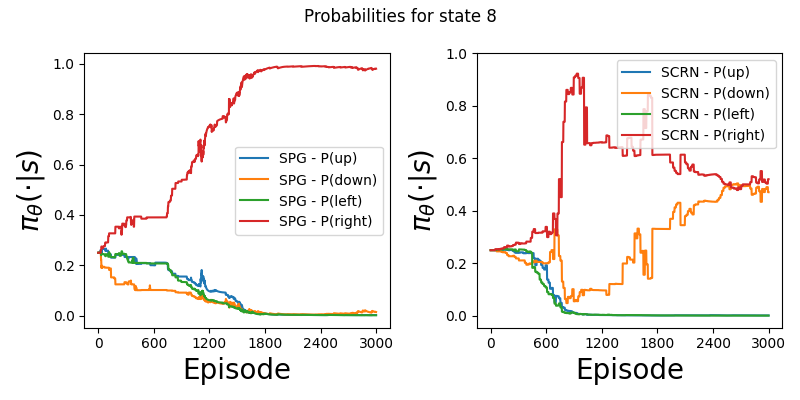 Probabilities for state 8
πθ(·|s)
1.0
0.8
0.6
0.4
0.2
0.0
SPG - P(up)
SPG - P(down)
SPG - P(left)
SPG - P(right)
0 600 1200 1800 2400 3000
Episode
πθ(·|s)
1.0
0.8
0.6
0.4
0.2
0.0
SCRN - P(up)
SCRN - P(down)
SCRN - P(left)
SCRN - P(right)
0 600 1200 1800 2400 3000
Episode